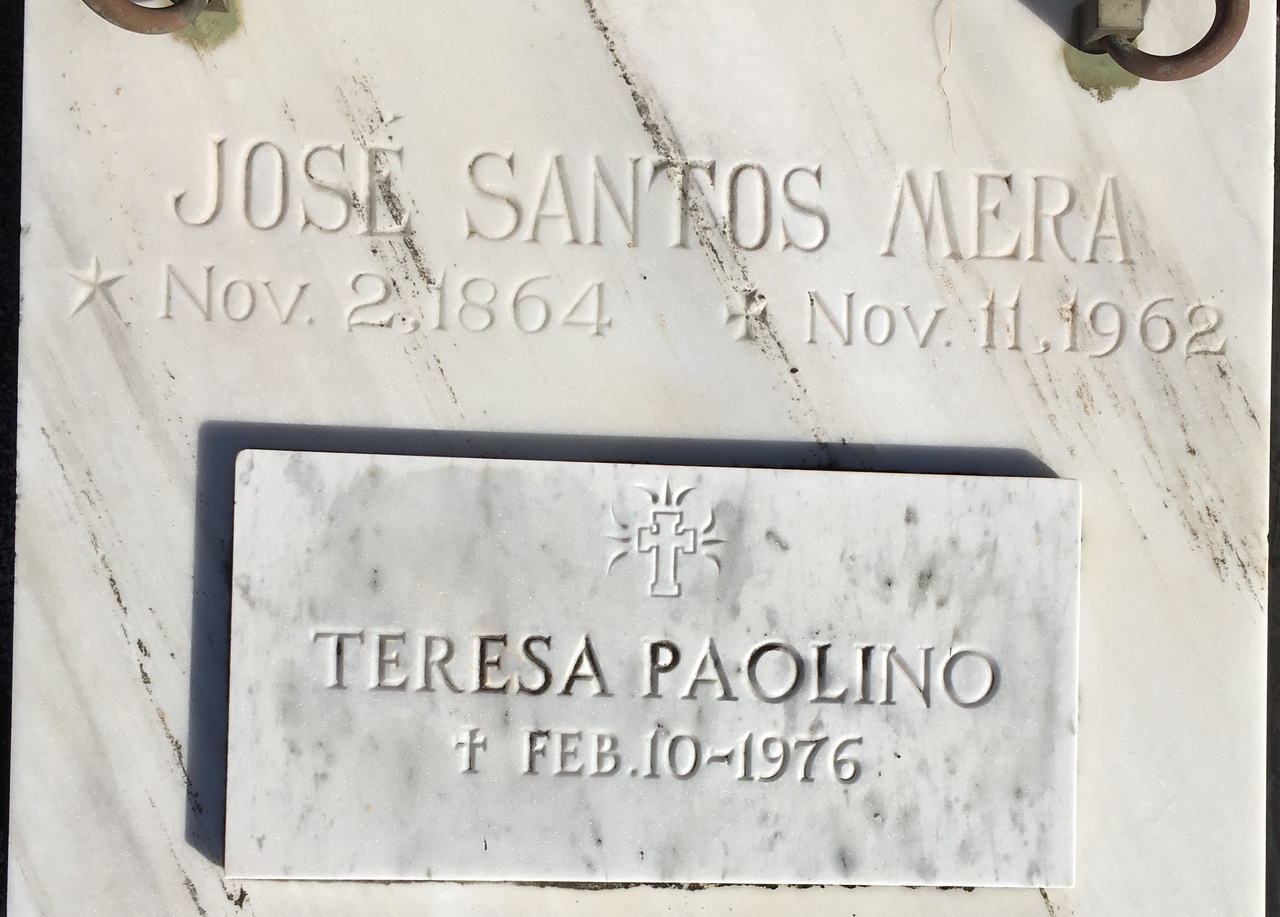 JOSÉ SANTOS MERA
★ Nov. 2, 1864 ✠ Nov. 11, 1962
TERESA PAOLINO
✝ FEB. 10-1976